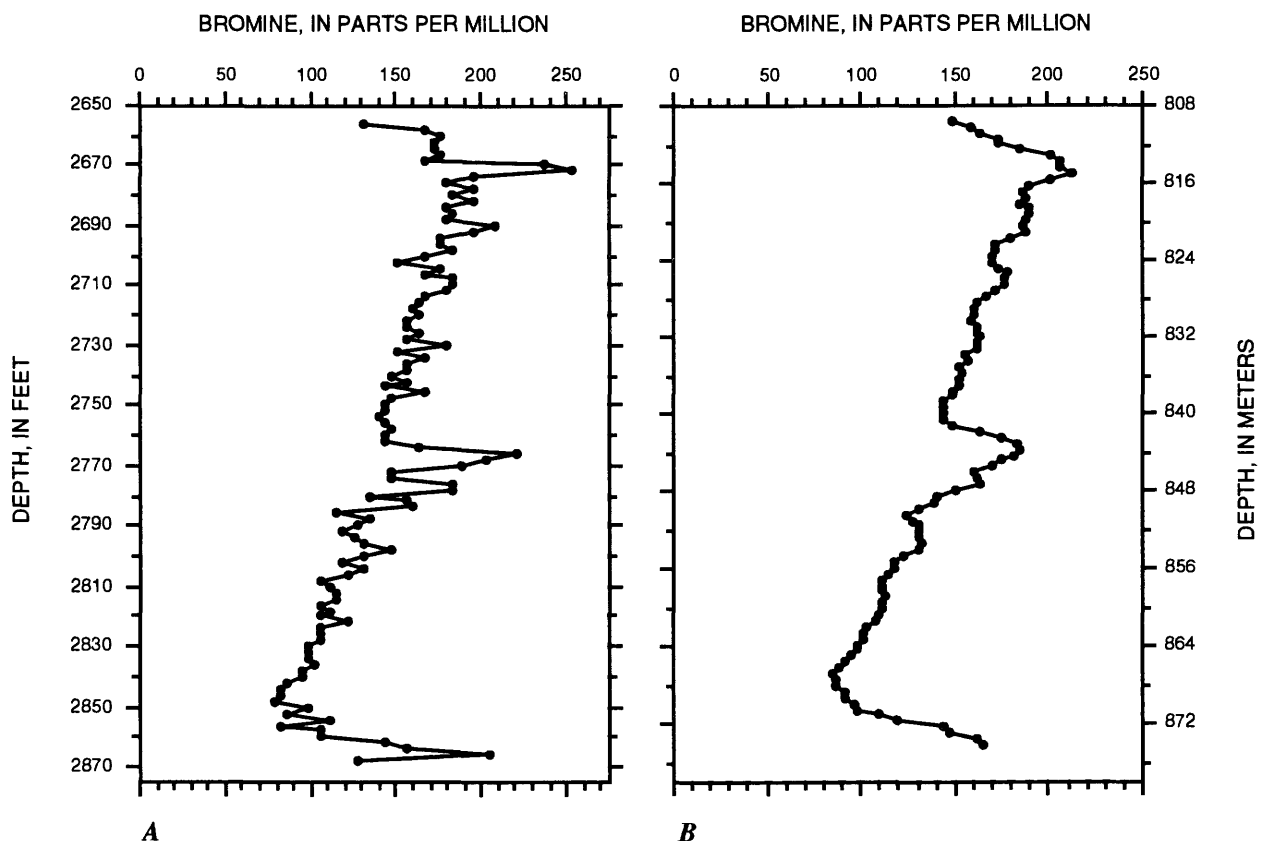 BROMINE, IN PARTS PER MILLION
0 50 100 150 200 250
DEPTH, IN FEET
2650
2670
2690
2710
2730
2750
2770
2790
2810
2830
2850
2870
A
BROMINE, IN PARTS PER MILLION
0 50 100 150 200 250
808
816
824
832
840
848
856
864
872
DEPTH, IN METERS
B